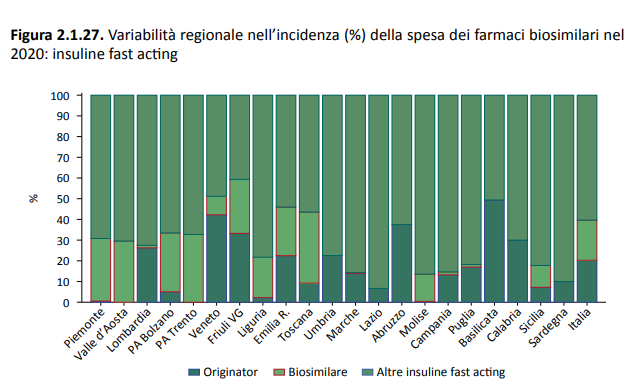 Figura 2.1.27. Variabilità regionale nell'incidenza (%) della spesa dei farmaci biosimilari nel
2020: insuline fast acting
100
90
80
70
60
50
40
30
20
10
0
%
Piemonte
Valle d'Aosta
Lombardia
PA Bolzano
PA Trento
Veneto
Friuli VG
Liguria
Emilia R.
Toscana
Umbria
Marche
Lazio
Abruzzo
Molise
Campania
Puglia
Basilicata
Calabria
Sicilia
Sardegna
Italia
Originator
Biosimilare
Altre insuline fast acting